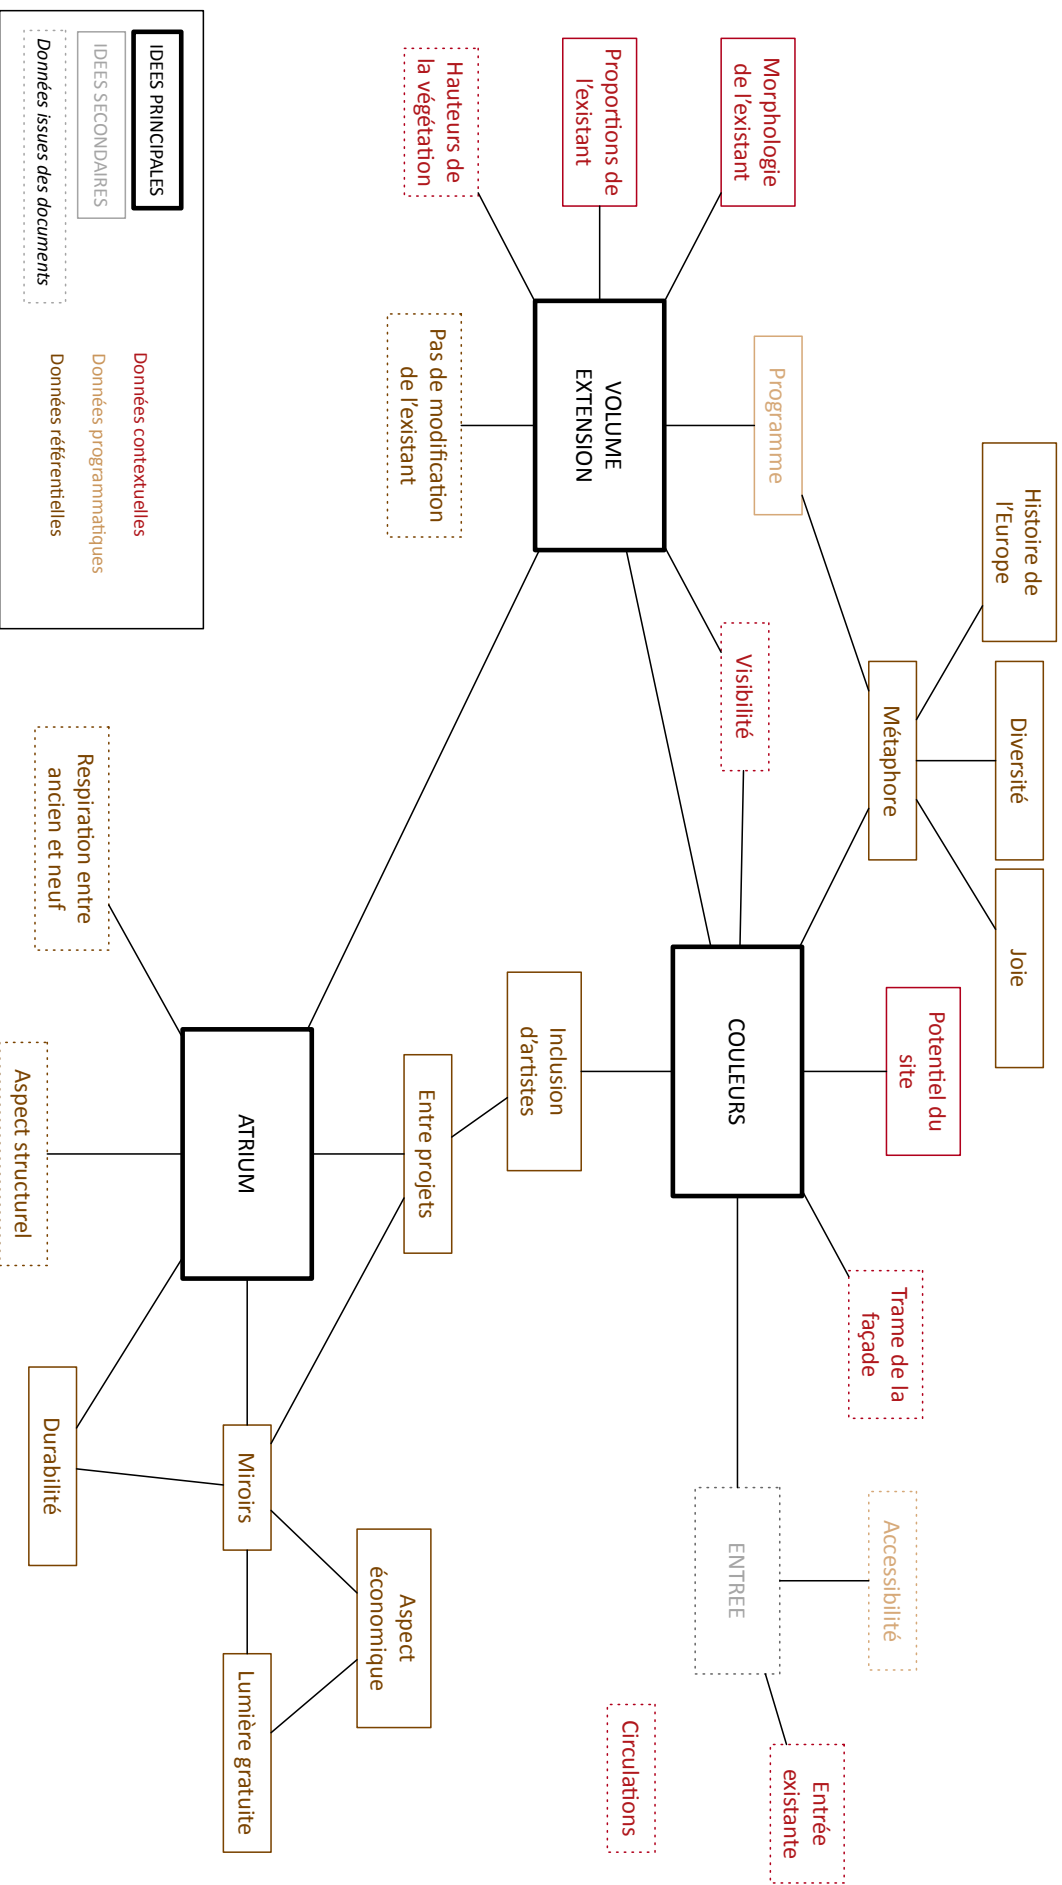 Histoire de
l'Europe
Diversité
Joie
Métaphore
Programme
Morphologie
de l'existant
Proportions de
l'existant
Hauteurs de
la végétation
VOLUME
EXTENSION
Pas de modification
de l'existant
Visibilité
Potentiel du
site
Trame de la
façade
COULEURS
Accessibilité
ENTREE
Entrée
existante
Circulations
Inclusion
d'artistes
Entre projets
Respiration entre
ancien et neuf
ATRIUM
Aspect structurel
Miroirs
Durabilité
Aspect
économique
Lumière gratuite
IDEES PRINCIPALES
IDEES SECONDAIRES
Données issues des documents
Données contextuelles
Données programmatiques
Données référentielles